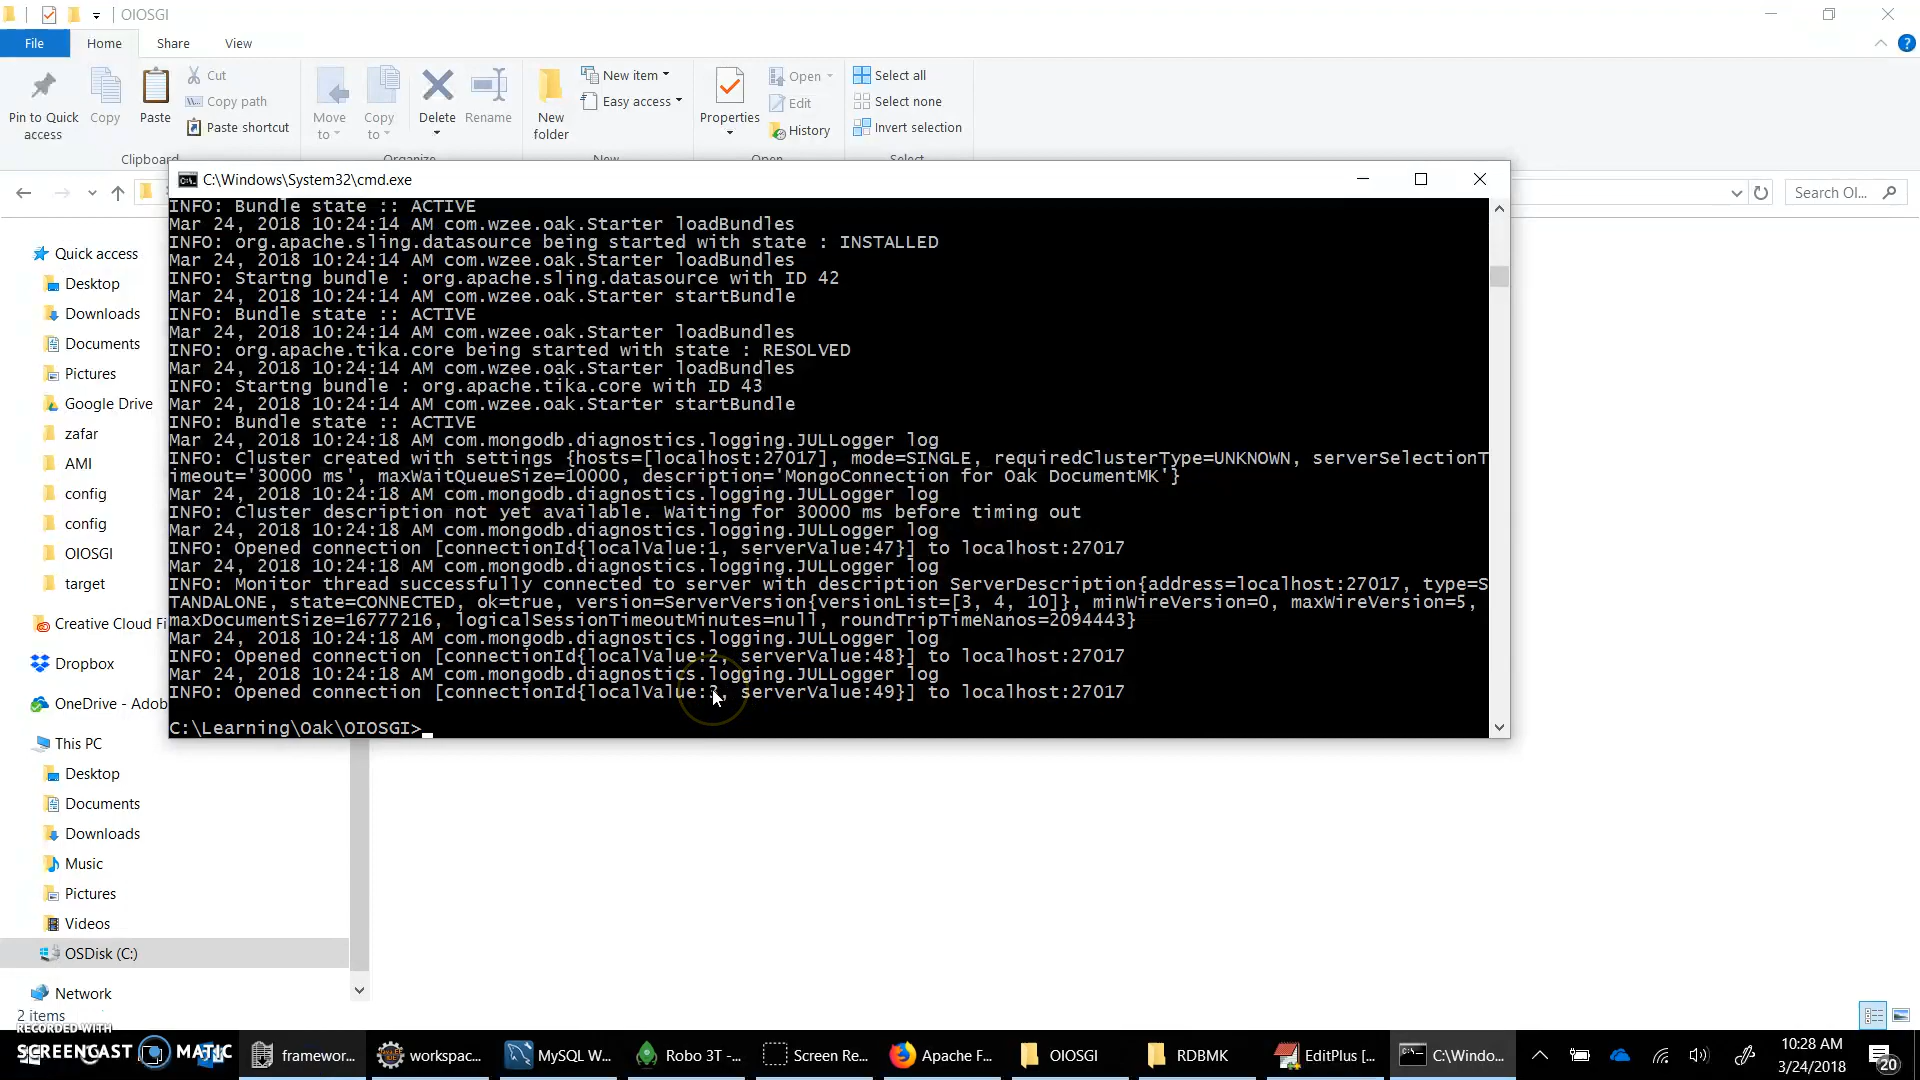 OIOSGI
File
Home
Share
View
Pin to Quick access
Copy
Paste
Cut
Copy path
Paste shortcut
Move to
Copy to
Delete
Rename
New folder
New item
Easy access
Properties
Open
Edit
History
Select all
Select none
Invert selection
Clipboard
Organize
New
Open
Select
Search OI...
C:\Windows\System32\cmd.exe
INFO: Bundle state :: ACTIVE
Mar 24, 2018 10:24:14 AM com.wzee.oak.Starter loadBundles
INFO: org.apache.sling.datasource being started with state : INSTALLED
Mar 24, 2018 10:24:14 AM com.wzee.oak.Starter loadBundles
INFO: Startng bundle : org.apache.sling.datasource with ID 42
Mar 24, 2018 10:24:14 AM com.wzee.oak.Starter startBundle
INFO: Bundle state :: ACTIVE
Mar 24, 2018 10:24:14 AM com.wzee.oak.Starter loadBundles
INFO: org.apache.tika.core being started with state : RESOLVED
Mar 24, 2018 10:24:14 AM com.wzee.oak.Starter loadBundles
INFO: Startng bundle : org.apache.tika.core with ID 43
Mar 24, 2018 10:24:14 AM com.wzee.oak.Starter startBundle
INFO: Bundle state :: ACTIVE
Mar 24, 2018 10:24:18 AM com.mongodb.diagnostics.logging.JULLogger log
INFO: Cluster created with settings {hosts=[localhost:27017], mode=SINGLE, requiredClusterType=UNKNOWN, serverSelectionT
imeout='30000 ms', maxWaitQueueSize=10000, description='MongoConnection for Oak DocumentMK'}
Mar 24, 2018 10:24:18 AM com.mongodb.diagnostics.logging.JULLogger log
INFO: Cluster description not yet available. Waiting for 30000 ms before timing out
Mar 24, 2018 10:24:18 AM com.mongodb.diagnostics.logging.JULLogger log
INFO: Opened connection [connectionId{localValue:1, serverValue:47}] to localhost:27017
Mar 24, 2018 10:24:18 AM com.mongodb.diagnostics.logging.JULLogger log
INFO: Monitor thread successfully connected to server with description ServerDescription{address=localhost:27017, type=S
TANDALONE, state=CONNECTED, ok=true, version=ServerVersion{versionList=[3, 4, 10]}, minWireVersion=0, maxWireVersion=5,
maxDocumentSize=16777216, logicalSessionTimeoutMinutes=null, roundTripTimeNanos=2094443}
Mar 24, 2018 10:24:18 AM com.mongodb.diagnostics.logging.JULLogger log
INFO: Opened connection [connectionId{localValue:2, serverValue:48}] to localhost:27017
Mar 24, 2018 10:24:18 AM com.mongodb.diagnostics.logging.JULLogger log
INFO: Opened connection [connectionId{localValue:3, serverValue:49}] to localhost:27017
C:\Learning\Oak\OIOSGI>
Quick access
Desktop
Downloads
Documents
Pictures
Google Drive
zafar
AMI
config
config
OIOSGI
target
Creative Cloud Fi
Dropbox
OneDrive - Adob
This PC
Desktop
Documents
Downloads
Music
Pictures
Videos
OSDisk (C:)
Network
2 items
RECORDED WITH
SCREENCAST MATIC
framewor...
workspac...
MySQL W...
Robo 3T -...
Screen Re...
Apache F...
OIOSGI
RDBMK
EditPlus [...
C:\Windo...
10:28 AM
3/24/2018
20